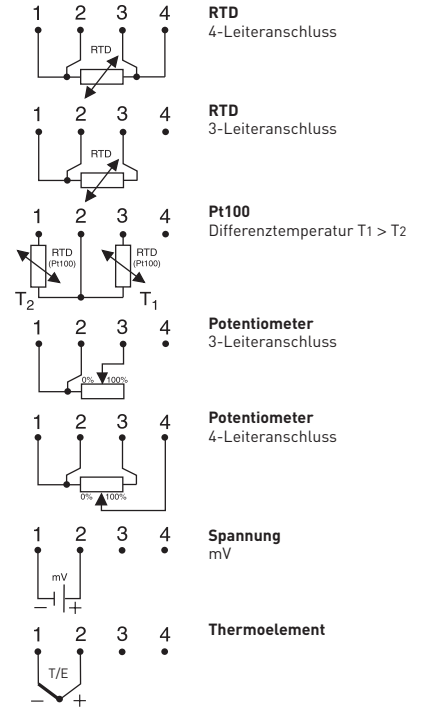 1 2 3 4
RTD
4-Leiteranschluss
RTD
1 2 3 4
RTD
3-Leiteranschluss
RTD
1 2 3 4
Pt100
Differenztemperatur T1 > T2
RTD
(Pt100)
RTD
(Pt100)
T2
T1
1 2 3 4
Potentiometer
3-Leiteranschluss
0% 100%
1 2 3 4
Potentiometer
4-Leiteranschluss
0% 100%
1 2 3 4
Spannung
mV
mV
− +
1 2 3 4
Thermoelement
T/E
− +